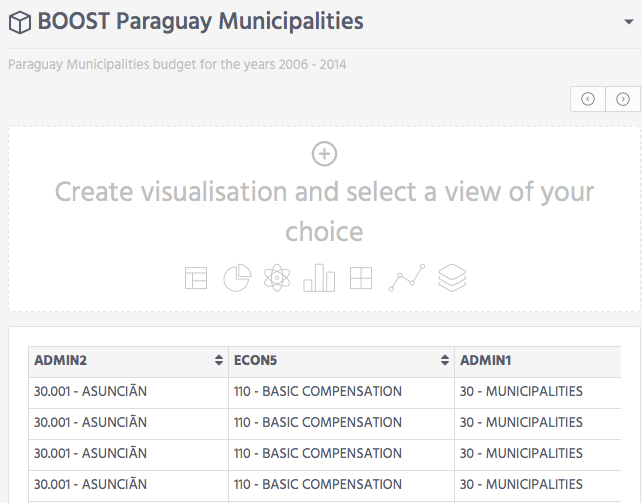 BOOST Paraguay Municipalities
Paraguay Municipalities budget for the years 2006 - 2014
Create visualisation and select a view of your
choice
ADMIN2 ECON5 ADMIN1
30.001 - ASUNCIÃN 110 - BASIC COMPENSATION 30 - MUNICIPALITIES
30.001 - ASUNCIÃN 110 - BASIC COMPENSATION 30 - MUNICIPALITIES
30.001 - ASUNCIÃN 110 - BASIC COMPENSATION 30 - MUNICIPALITIES
30.001 - ASUNCIÃN 110 - BASIC COMPENSATION 30 - MUNICIPALITIES